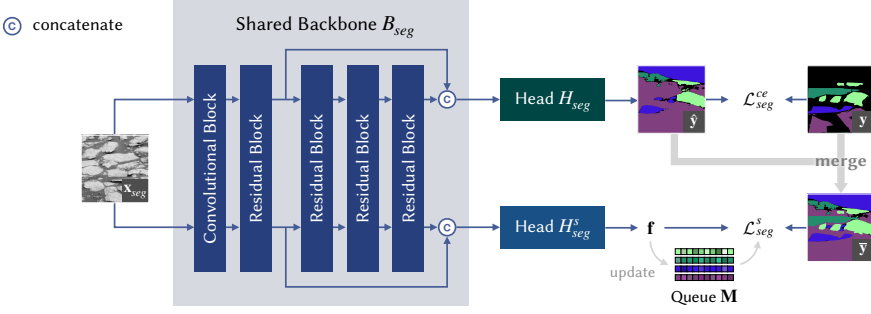 © concatenate
Shared Backbone B_seg
Convolutional Block
Residual Block
Residual Block
Residual Block
Residual Block
c
c
x_seg
Head H_seg
ŷ
L^ce_seg
y
merge
Head H^s_seg
f
L^s_seg
ȳ
update
Queue M